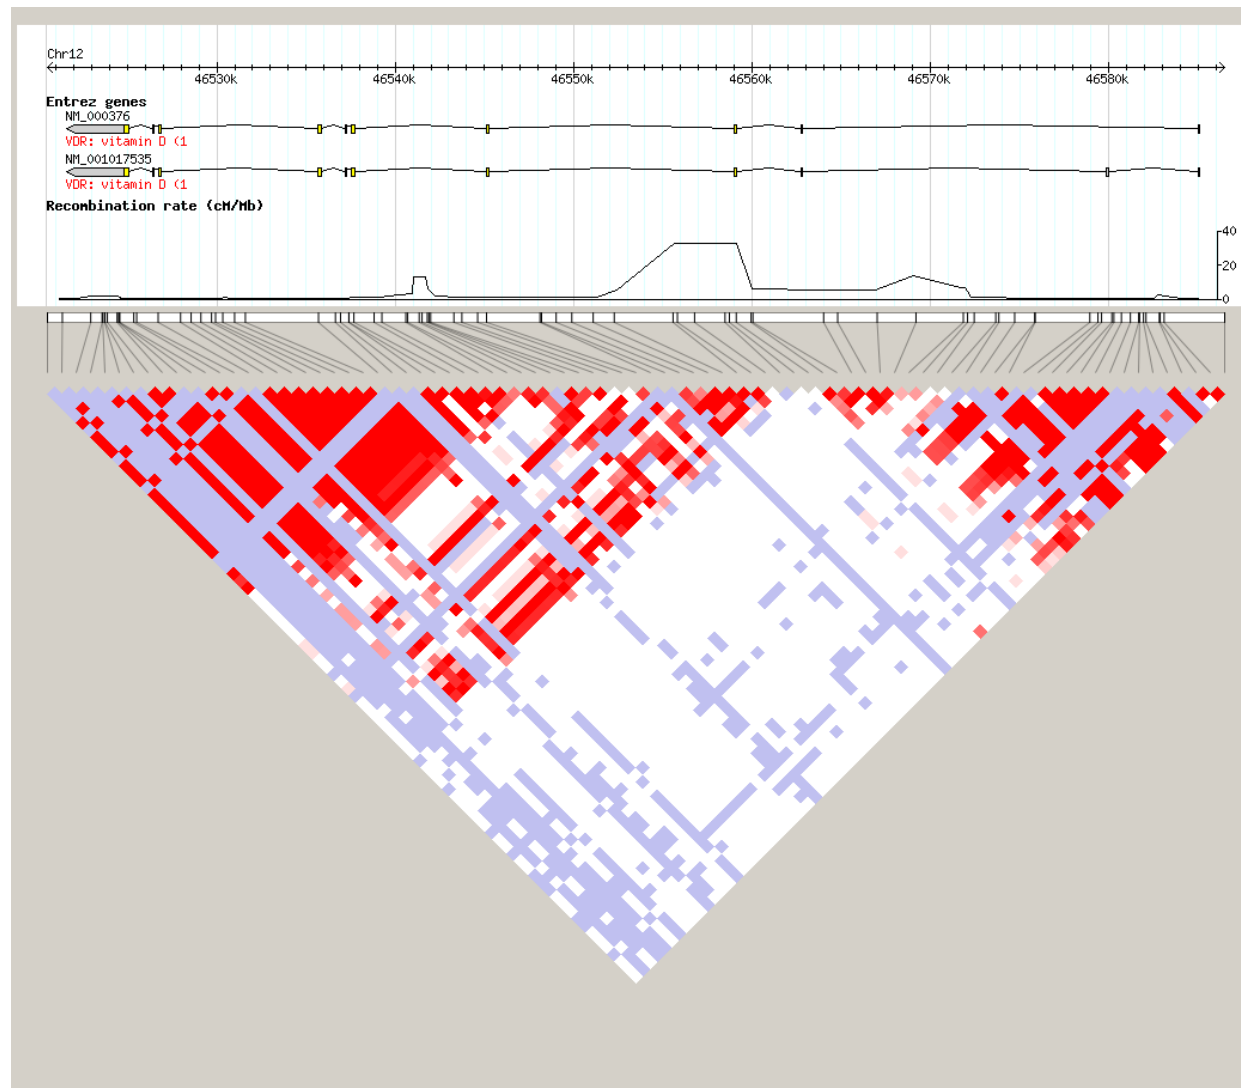 Chr12
46530k 46540k 46550k 46560k 46570k 46580k
Entrez genes
NM_000376
VDR: vitamin D (1
NM_001017535
VDR: vitamin D (1
Recombination rate (cM/Mb)
40
20
0